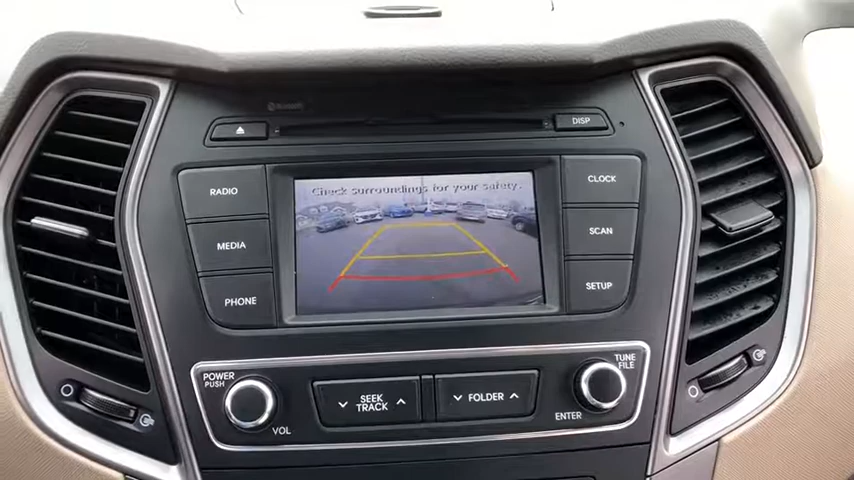 DISP
RADIO
CLOCK
Check surroundings for your safety.
MEDIA
SCAN
PHONE
SETUP
POWER
PUSH
TUNE
FILE
SEEK
TRACK
FOLDER
VOL
ENTER